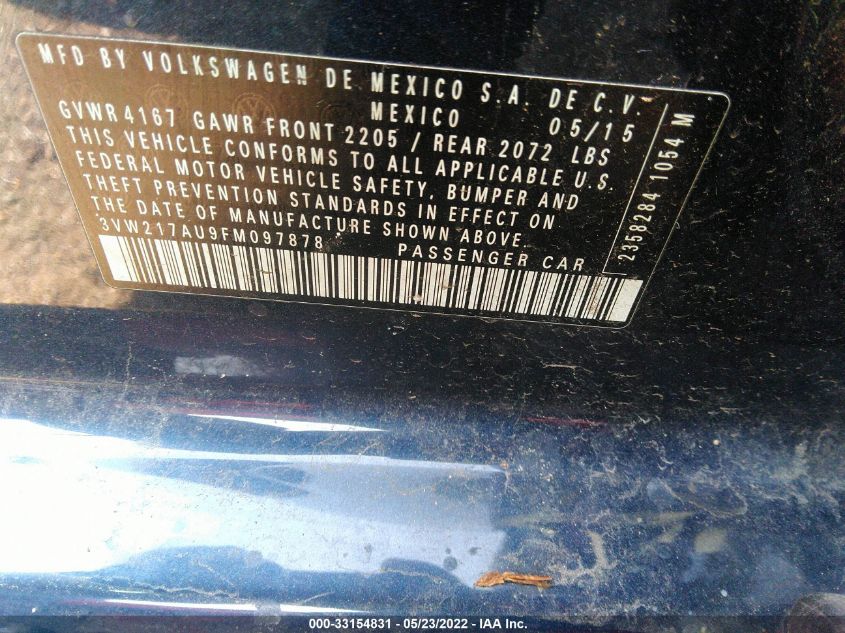 MFD BY VOLKSWAGEN DE MEXICO S.A. DE C.V.
MEXICO 05/15
GVWR 4167 GAWR FRONT 2205 / REAR 2072 LBS
THIS VEHICLE CONFORMS TO ALL APPLICABLE U.S.
FEDERAL MOTOR VEHICLE SAFETY, BUMPER AND
THEFT PREVENTION STANDARDS IN EFFECT ON
THE DATE OF MANUFACTURE SHOWN ABOVE.
3VW217AU9FM097878 PASSENGER CAR
2358284 1054 M
000-33154831 - 05/23/2022 - IAA Inc.